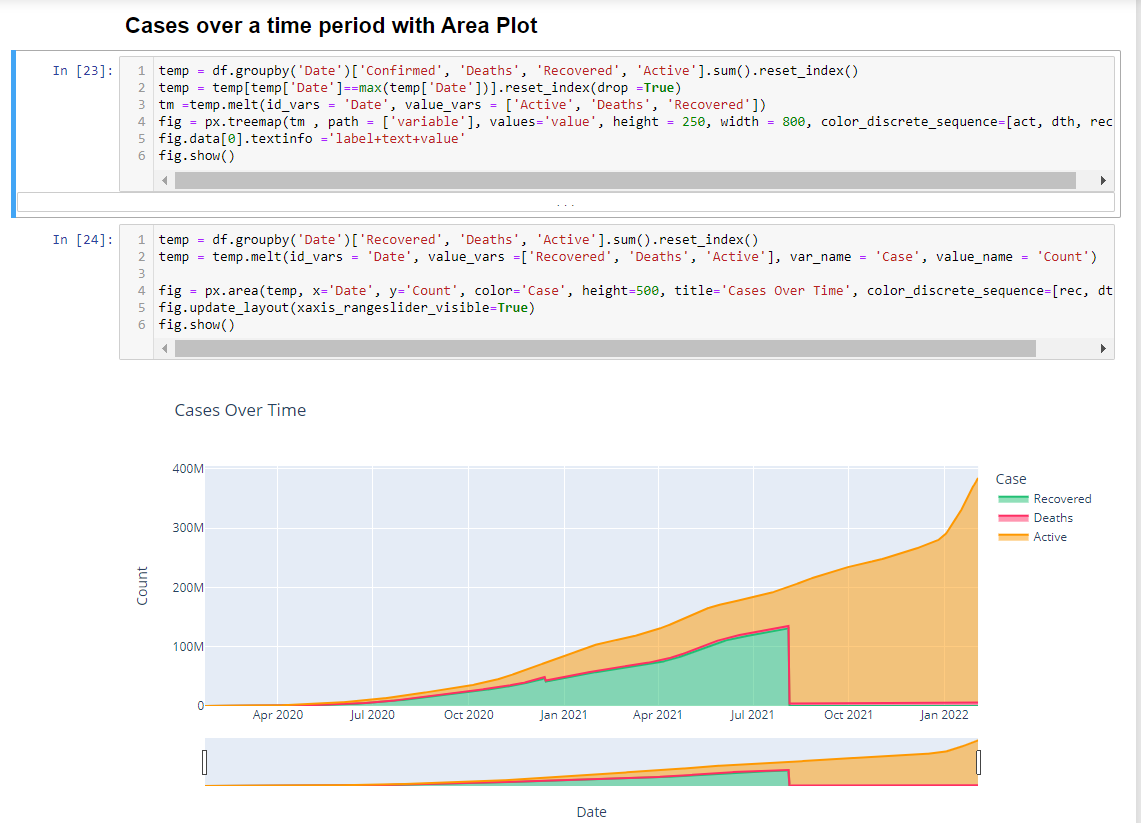 Cases over a time period with Area Plot
In [23]:
1 temp = df.groupby('Date')['Confirmed', 'Deaths', 'Recovered', 'Active'].sum().reset_index()
2 temp = temp[temp['Date']==max(temp['Date'])].reset_index(drop =True)
3 tm =temp.melt(id_vars = 'Date', value_vars = ['Active', 'Deaths', 'Recovered'])
4 fig = px.treemap(tm , path = ['variable'], values='value', height = 250, width = 800, color_discrete_sequence=[act, dth, rec
5 fig.data[0].textinfo ='label+text+value'
6 fig.show()
...
In [24]:
1 temp = df.groupby('Date')['Recovered', 'Deaths', 'Active'].sum().reset_index()
2 temp = temp.melt(id_vars = 'Date', value_vars =['Recovered', 'Deaths', 'Active'], var_name = 'Case', value_name = 'Count')
3
4 fig = px.area(temp, x='Date', y='Count', color='Case', height=500, title='Cases Over Time', color_discrete_sequence=[rec, dt
5 fig.update_layout(xaxis_rangeslider_visible=True)
6 fig.show()
Cases Over Time
400M
300M
200M
100M
0
Count
Apr 2020 Jul 2020 Oct 2020 Jan 2021 Apr 2021 Jul 2021 Oct 2021 Jan 2022
Date
Case
Recovered
Deaths
Active